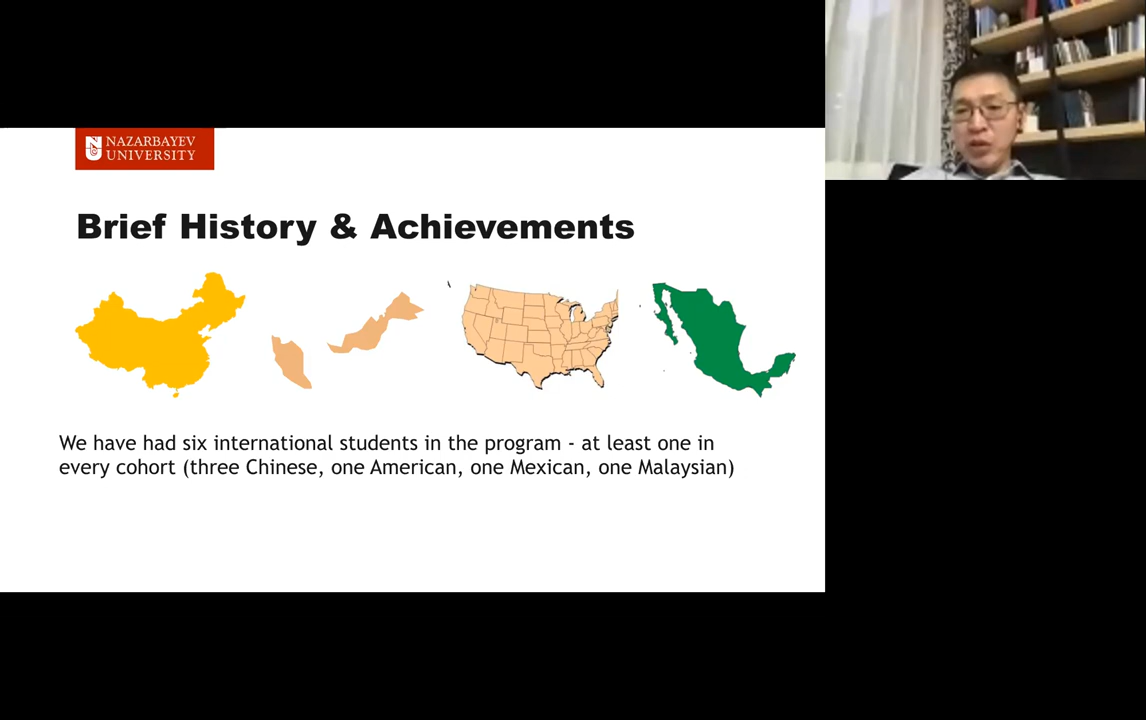 NAZARBAYEV
UNIVERSITY
Brief History & Achievements
We have had six international students in the program - at least one in
every cohort (three Chinese, one American, one Mexican, one Malaysian)